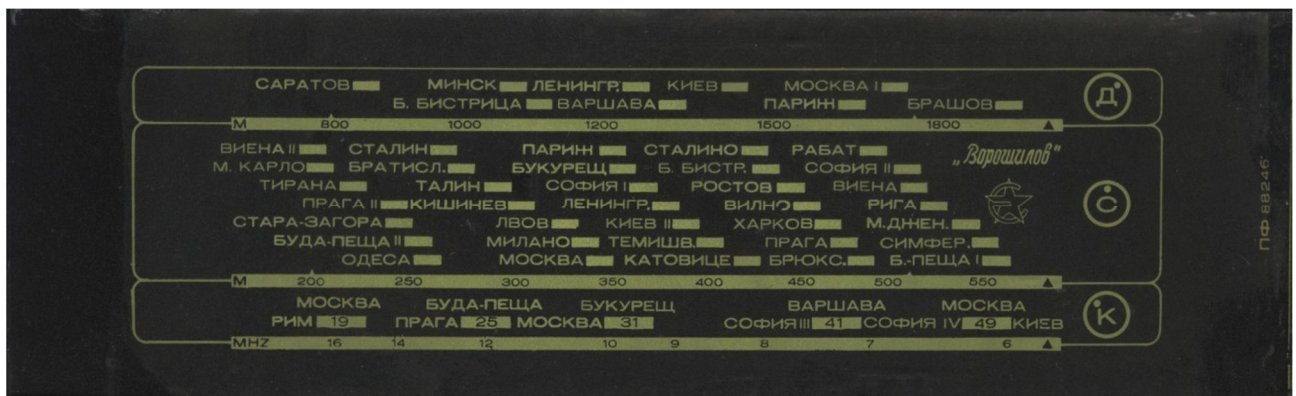 САРАТОВ МИНСК ЛЕНИНГР. КИЕВ МОСКВА I
Б. БИСТРИЦА ВАРШАВА ПАРИЖ БРАШОВ
Д
М 800 1000 1200 1500 1800
ВИЕНА II СТАЛИН ПАРИЖ СТАЛИНО РАБАТ „Ворошилов"
М. КАРЛО БРАТИСЛ. БУКУРЕЩ Б. БИСТР. СОФИЯ II
ТИРАНА ТАЛИН СОФИЯ I РОСТОВ ВИЕНА
ПРАГА II КИШИНЕВ ЛЕНИНГР. ВИЛНО РИГА
С
СТАРА-ЗАГОРА ЛВОВ КИЕВ II ХАРКОВ М.ДЖЕН.
БУДА-ПЕЩА II МИЛАНО ТЕМИШВ. ПРАГА СИМФЕР.
ОДЕСА МОСКВА КАТОВИЦЕ БРЮКС. Б.-ПЕЩА I
М 200 250 300 350 400 450 500 550
МОСКВА БУДА-ПЕЩА БУКУРЕЩ ВАРШАВА МОСКВА
РИМ 19 ПРАГА 25 МОСКВА 31 СОФИЯ III 41 СОФИЯ IV 49 КИЕВ
К
MHZ 16 14 12 10 9 8 7 6
ПФ 88246